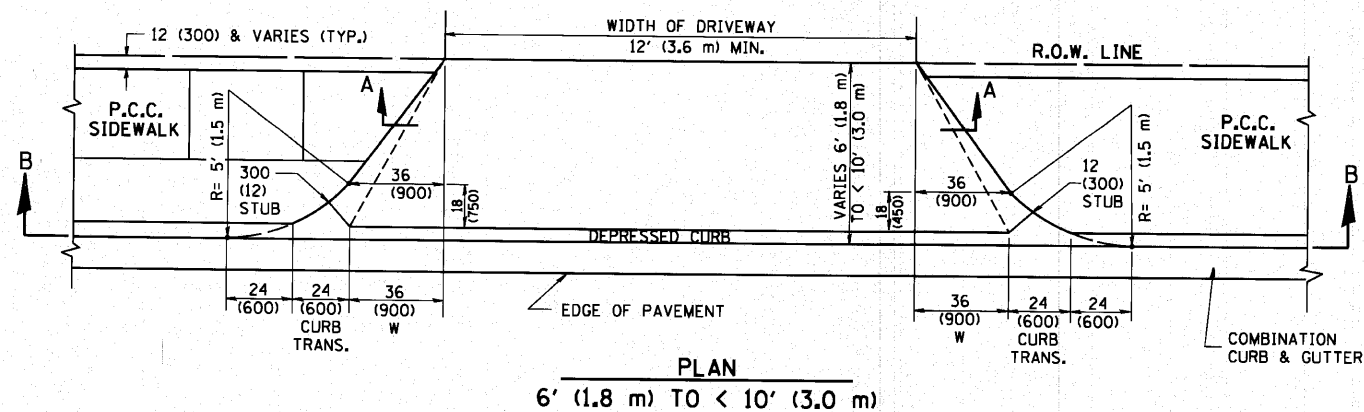 WIDTH OF DRIVEWAY
12' (3.6 m) MIN.
12 (300) & VARIES (TYP.)
R.O.W. LINE
A
A
P.C.C.
SIDEWALK
P.C.C.
SIDEWALK
R= 5' (1.5 m)
VARIES 6' (1.8 m)
TO < 10' (3.0 m)
R= 5' (1.5 m)
B
B
300
(12)
STUB
36
(900)
18
(750)
36
(900)
18
(450)
12
(300)
STUB
DEPRESSED CURB
24
(600)
24
(600)
CURB
TRANS.
36
(900)
W
EDGE OF PAVEMENT
36
(900)
W
24
(600)
CURB
TRANS.
24
(600)
COMBINATION
CURB & GUTTER
PLAN
6' (1.8 m) TO < 10' (3.0 m)